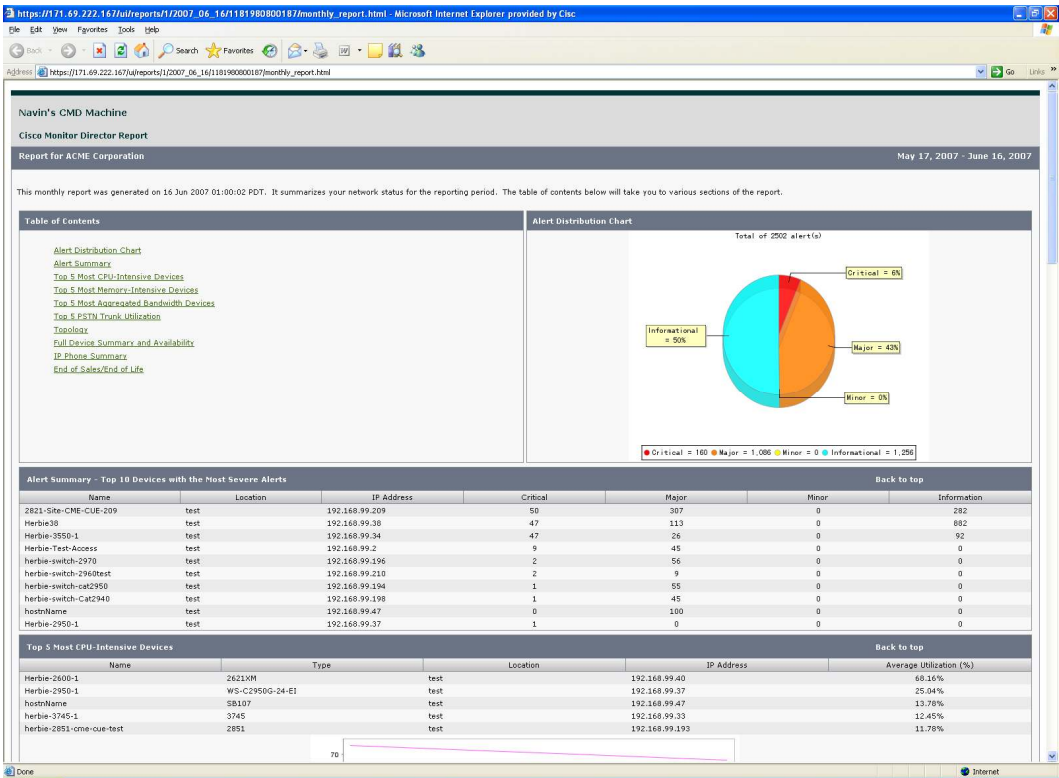 https://171.69.222.167/ui/reports/1/2007_06_16/1181980800187/monthly_report.html - Microsoft Internet Explorer provided by Cisc
File Edit View Favorites Tools Help
Back Search Favorites
Address https://171.69.222.167/ui/reports/1/2007_06_16/1181980800187/monthly_report.html Go Links »
Navin's CMD Machine
Cisco Monitor Director Report
Report for ACME Corporation May 17, 2007 - June 16, 2007
This monthly report was generated on 16 Jun 2007 01:00:02 PDT. It summarizes your network status for the reporting period. The table of contents below will take you to various sections of the report.
Table of Contents
Alert Distribution Chart
Alert Summary
Top 5 Most CPU-Intensive Devices
Top 5 Most Memory-Intensive Devices
Top 5 Most Aggregated Bandwidth Devices
Top 5 PSTN Trunk Utilization
Topology
Full Device Summary and Availability
IP Phone Summary
End of Sales/End of Life
Alert Distribution Chart
Total of 2502 alert(s)
Critical = 6%
Informational = 50%
Major = 43%
Minor = 0%
Critical = 160 Major = 1,086 Minor = 0 Informational = 1,256
Alert Summary - Top 10 Devices with the Most Severe Alerts Back to top
Name Location IP Address Critical Major Minor Information
2821-Site-CME-CUE-209 test 192.168.99.209 50 307 0 282
Herbie38 test 192.168.99.38 47 113 0 882
Herbie-3550-1 test 192.168.99.34 47 26 0 92
Herbie-Test-Access test 192.168.99.2 9 45 0 0
herbie-switch-2970 test 192.168.99.196 2 56 0 0
herbie-switch-2960test test 192.168.99.210 2 9 0 0
herbie-switch-cat2950 test 192.168.99.194 1 55 0 0
herbie-switch-Cat2940 test 192.168.99.198 1 45 0 0
hostnName test 192.168.99.47 0 100 0 0
Herbie-2950-1 test 192.168.99.37 1 0 0 0
Top 5 Most CPU-Intensive Devices Back to top
Name Type Location IP Address Average Utilization (%)
Herbie-2600-1 2621XM test 192.168.99.40 68.16%
Herbie-2950-1 WS-C2950G-24-EI test 192.168.99.37 25.04%
hostnName SB107 test 192.168.99.47 13.78%
herbie-3745-1 3745 test 192.168.99.33 12.45%
herbie-2851-cme-cue-test 2851 test 192.168.99.193 11.78%
70
Done Internet